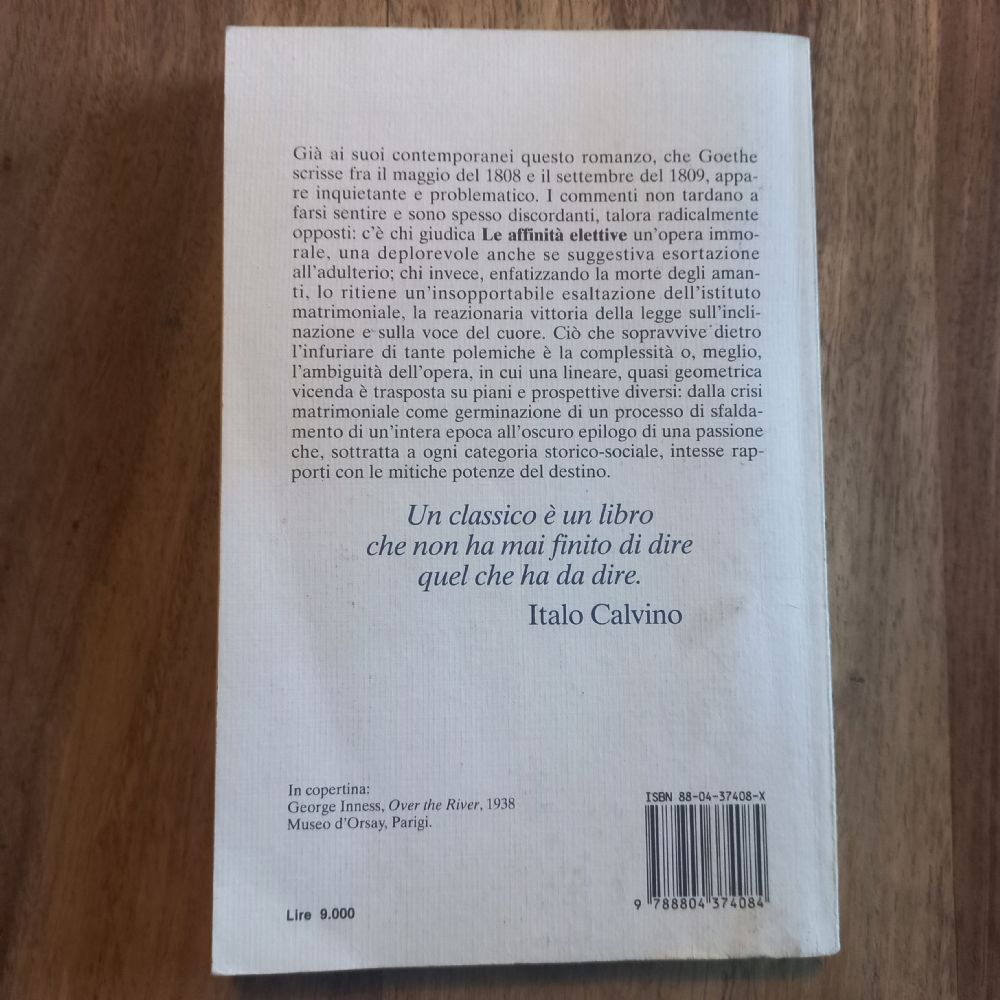 Già ai suoi contemporanei questo romanzo, che Goethe
scrisse fra il maggio del 1808 e il settembre del 1809, appa-
re inquietante e problematico. I commenti non tardano a
farsi sentire e sono spesso discordanti, talora radicalmente
opposti: c'è chi giudica Le affinità elettive un'opera immo-
rale, una deplorevole anche se suggestiva esortazione
all'adulterio; chi invece, enfatizzando la morte degli aman-
ti, lo ritiene un'insopportabile esaltazione dell'istituto
matrimoniale, la reazionaria vittoria della legge sull'incli-
nazione e sulla voce del cuore. Ciò che sopravvive dietro
l'infuriare di tante polemiche è la complessità o, meglio,
l'ambiguità dell'opera, in cui una lineare, quasi geometrica
vicenda è trasposta su piani e prospettive diversi: dalla crisi
matrimoniale come germinazione di un processo di sfalda-
mento di un'intera epoca all'oscuro epilogo di una passione
che, sottratta a ogni categoria storico-sociale, intesse rap-
porti con le mitiche potenze del destino.
Un classico è un libro
che non ha mai finito di dire
quel che ha da dire.
Italo Calvino
In copertina:
George Inness, Over the River, 1938
Museo d'Orsay, Parigi.
Lire 9.000
ISBN 88-04-37408-X
9 788804 374084